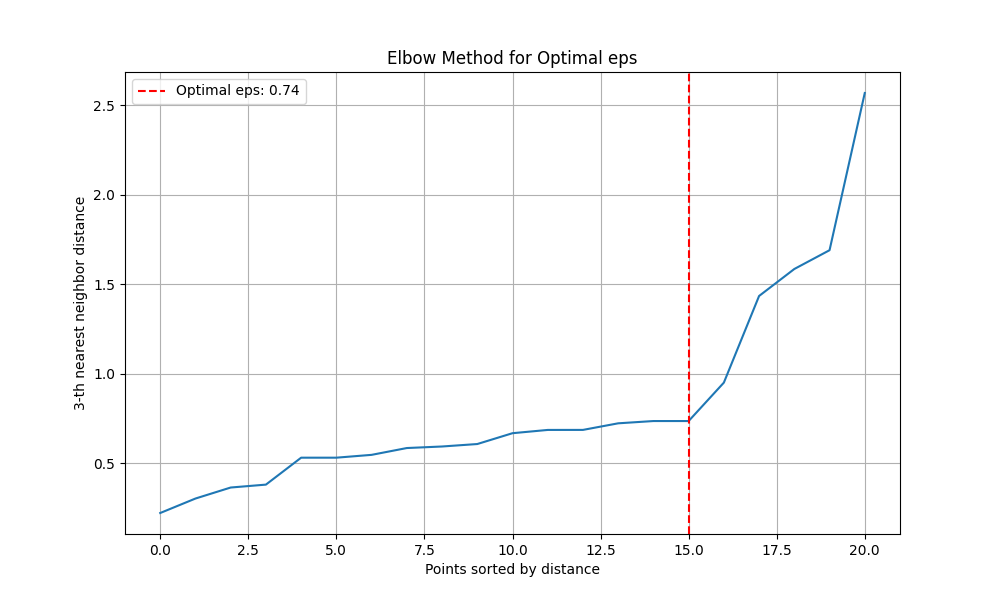 Elbow Method for Optimal eps
Optimal eps: 0.74
3-th nearest neighbor distance
2.5
2.0
1.5
1.0
0.5
0.0 2.5 5.0 7.5 10.0 12.5 15.0 17.5 20.0
Points sorted by distance